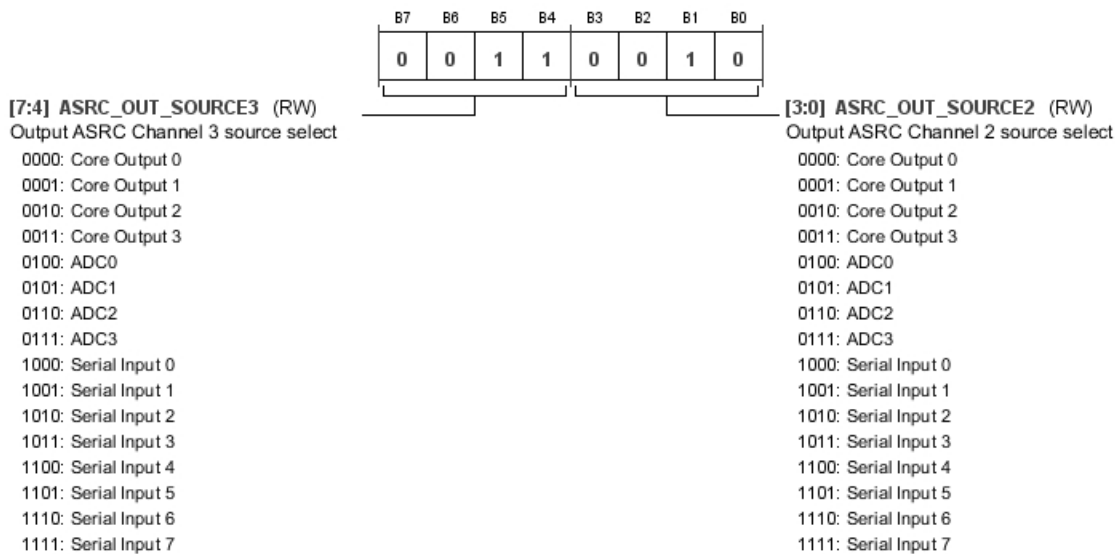 B7 B6 B5 B4 B3 B2 B1 B0
0 0 1 1 0 0 1 0
[7:4] ASRC_OUT_SOURCE3 (RW)
Output ASRC Channel 3 source select
0000: Core Output 0
0001: Core Output 1
0010: Core Output 2
0011: Core Output 3
0100: ADC0
0101: ADC1
0110: ADC2
0111: ADC3
1000: Serial Input 0
1001: Serial Input 1
1010: Serial Input 2
1011: Serial Input 3
1100: Serial Input 4
1101: Serial Input 5
1110: Serial Input 6
1111: Serial Input 7
[3:0] ASRC_OUT_SOURCE2 (RW)
Output ASRC Channel 2 source select
0000: Core Output 0
0001: Core Output 1
0010: Core Output 2
0011: Core Output 3
0100: ADC0
0101: ADC1
0110: ADC2
0111: ADC3
1000: Serial Input 0
1001: Serial Input 1
1010: Serial Input 2
1011: Serial Input 3
1100: Serial Input 4
1101: Serial Input 5
1110: Serial Input 6
1111: Serial Input 7